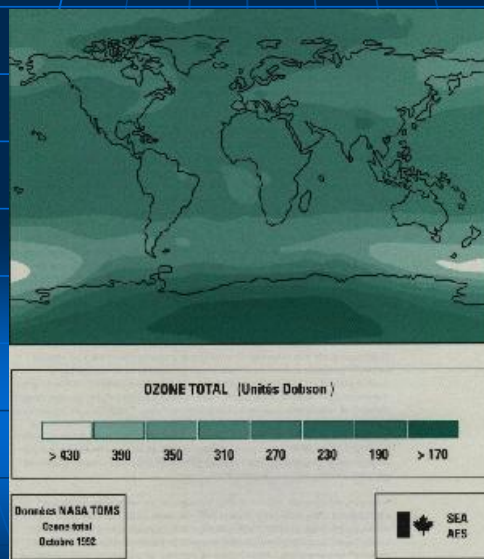 OZONE TOTAL (Unités Dobson)
> 430 390 350 310 270 230 190 > 170
Données NASA TOMS
Ozone total
Octobre 1992
SEA
AES